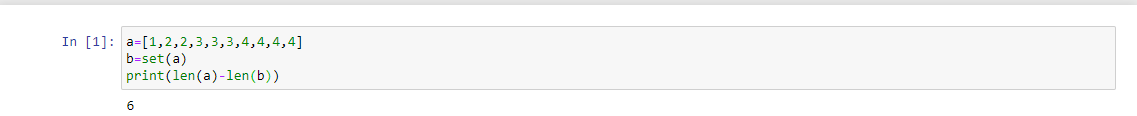 In [1]: a=[1,2,2,3,3,3,4,4,4,4]
b=set(a)
print(len(a)-len(b))
6